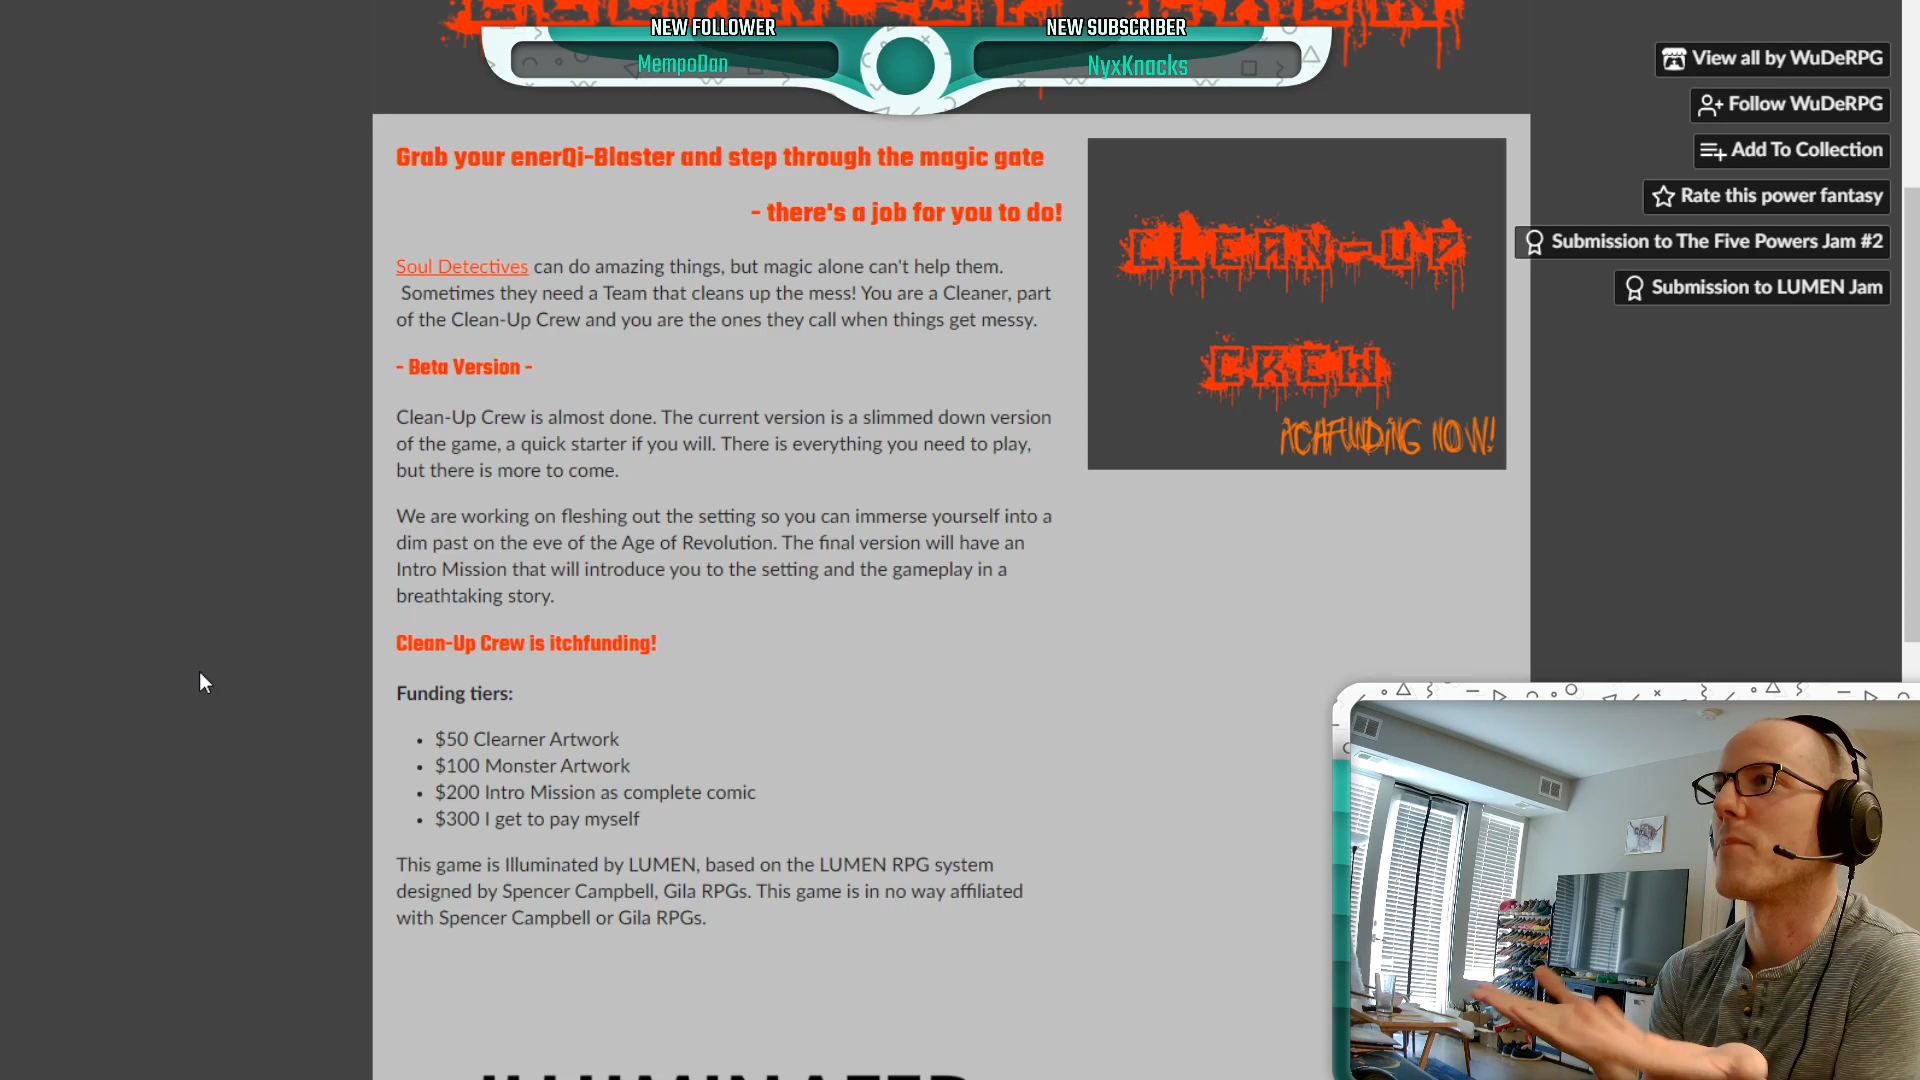 NEW FOLLOWER
MempoDan
NEW SUBSCRIBER
NyxKnacks
View all by WuDeRPG
Follow WuDeRPG
Add To Collection
Rate this power fantasy
Submission to The Five Powers Jam #2
Submission to LUMEN Jam
Grab your enerQi-Blaster and step through the magic gate
- there's a job for you to do!
Soul Detectives can do amazing things, but magic alone can't help them.
Sometimes they need a Team that cleans up the mess! You are a Cleaner, part
of the Clean-Up Crew and you are the ones they call when things get messy.
- Beta Version -
Clean-Up Crew is almost done. The current version is a slimmed down version
of the game, a quick starter if you will. There is everything you need to play,
but there is more to come.
We are working on fleshing out the setting so you can immerse yourself into a
dim past on the eve of the Age of Revolution. The final version will have an
Intro Mission that will introduce you to the setting and the gameplay in a
breathtaking story.
Clean-Up Crew is itchfunding!
Funding tiers:
• $50 Clearner Artwork
• $100 Monster Artwork
• $200 Intro Mission as complete comic
• $300 I get to pay myself
This game is Illuminated by LUMEN, based on the LUMEN RPG system
designed by Spencer Campbell, Gila RPGs. This game is in no way affiliated
with Spencer Campbell or Gila RPGs.
CLEAN-UP
CREW
ITCHFUNDING NOW!
ILLUMINATED